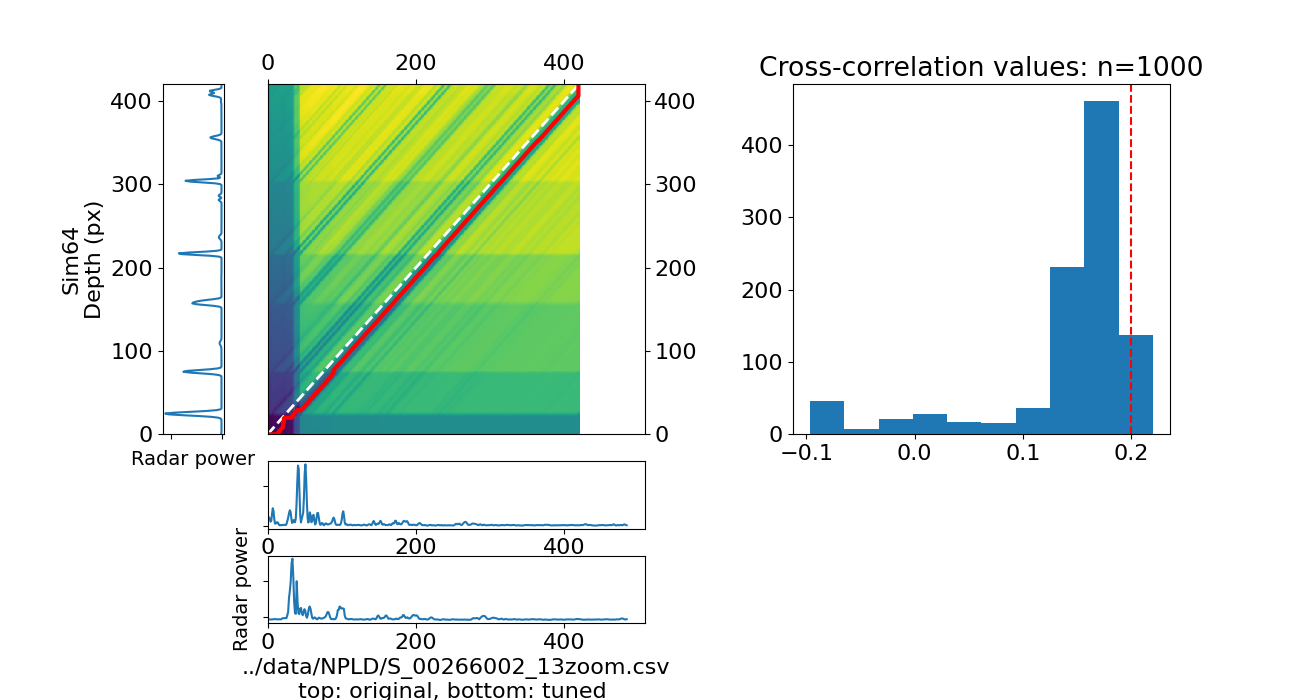 Cross-correlation values: n=1000
0 200 400
400 400
300 300
200 200
100 100
0 0
Sim64
Depth (px)
Radar power
400
300
200
100
0
−0.1 0.0 0.1 0.2
0 200 400
Radar power
0 200 400
../data/NPLD/S_00266002_13zoom.csv
top: original, bottom: tuned